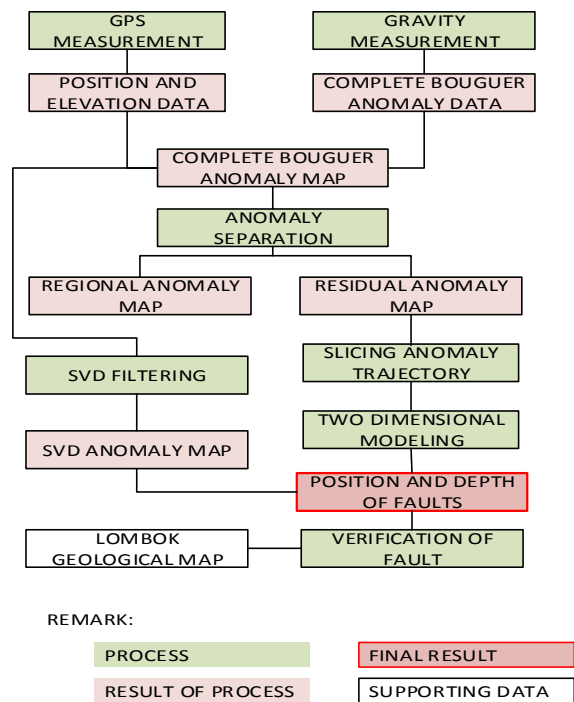 GPS
MEASUREMENT
GRAVITY
MEASUREMENT
POSITION AND
ELEVATION DATA
COMPLETE BOUGUER
ANOMALY DATA
COMPLETE BOUGUER
ANOMALY MAP
ANOMALY
SEPARATION
REGIONAL ANOMALY
MAP
RESIDUAL ANOMALY
MAP
SLICING ANOMALY
TRAJECTORY
SVD FILTERING
TWO DIMENSIONAL
MODELING
SVD ANOMALY MAP
POSITION AND DEPTH
OF FAULTS
LOMBOK
GEOLOGICAL MAP
VERIFICATION OF
FAULT
REMARK:
PROCESS
FINAL RESULT
RESULT OF PROCESS
SUPPORTING DATA